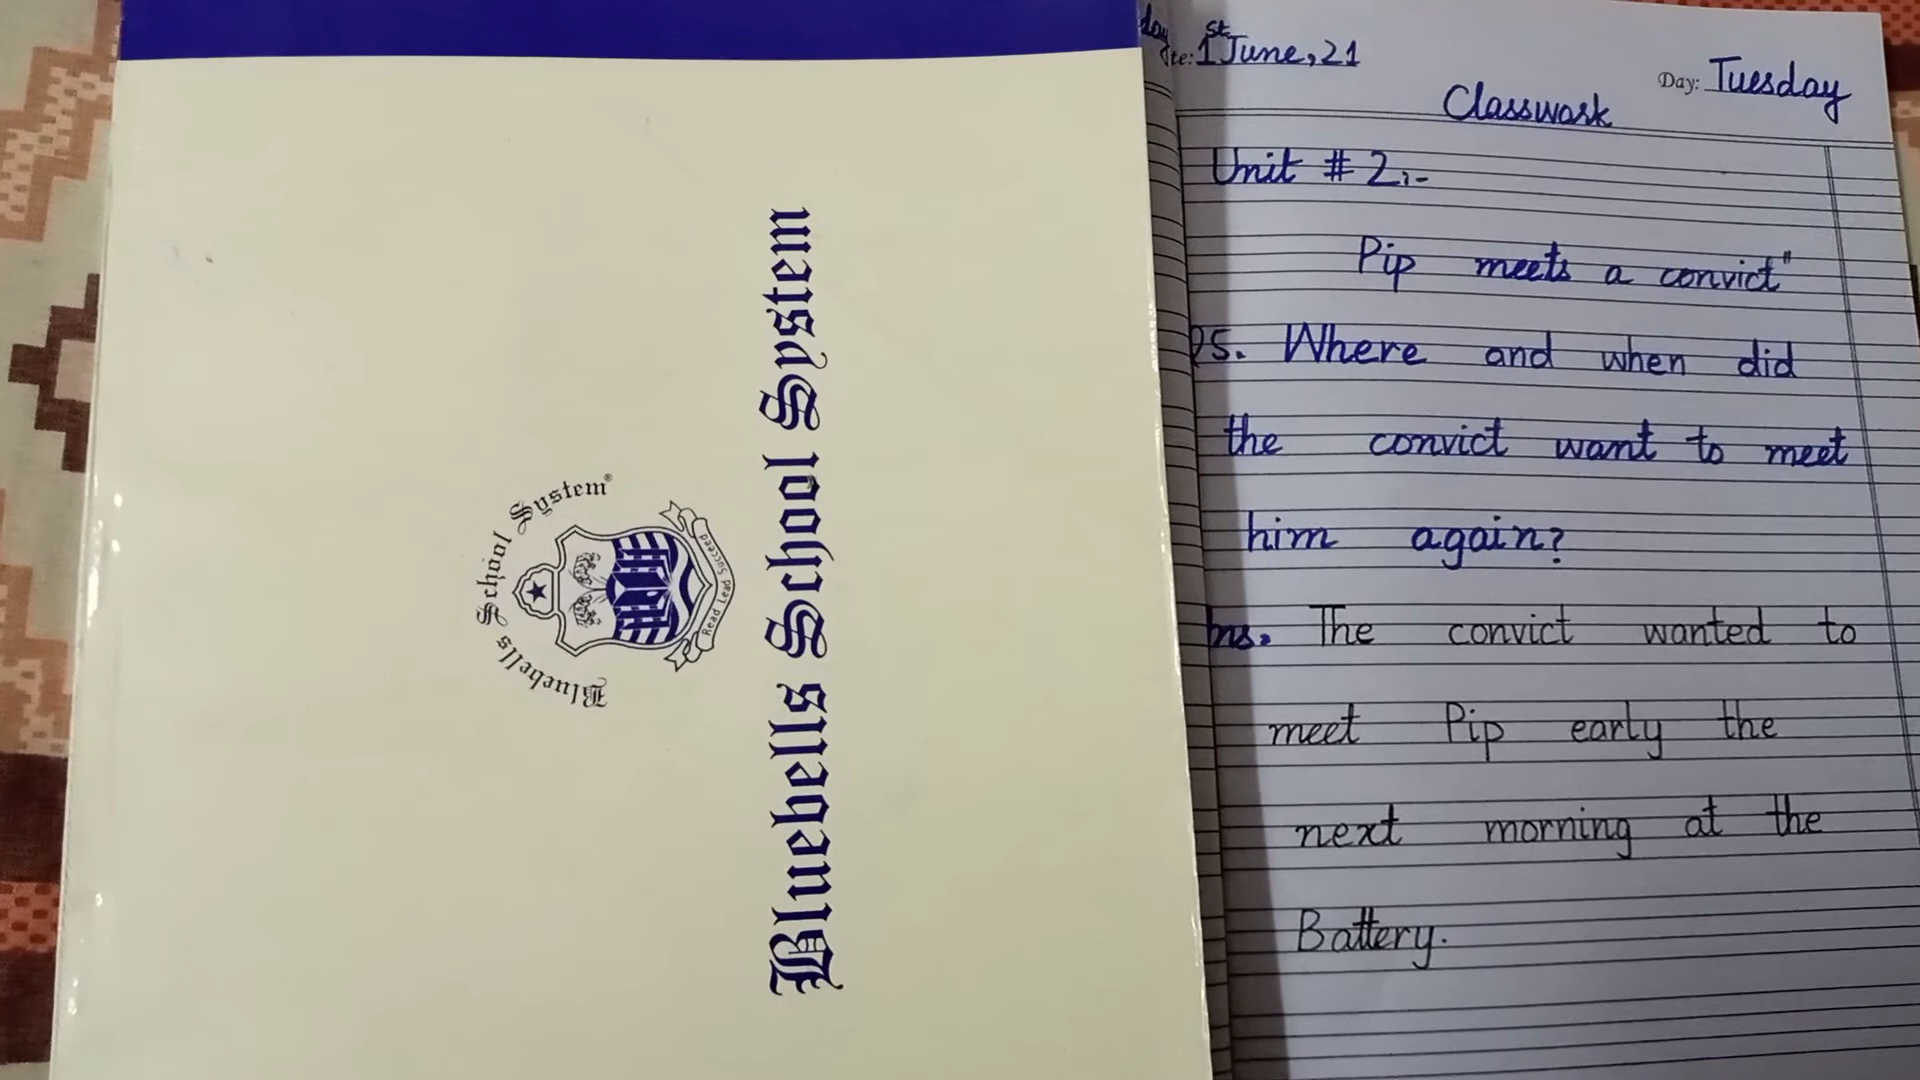 Bluebells School System
Bluebells School System®
Read Lead Succeed
day
te: 1st June, 21
Day: Tuesday
Classwork
Unit # 2:-
Pip meets a convict"
Q5. Where and when did
the convict want to meet
him again?
Ans. The convict wanted to
meet Pip early the
next morning at the
Battery.